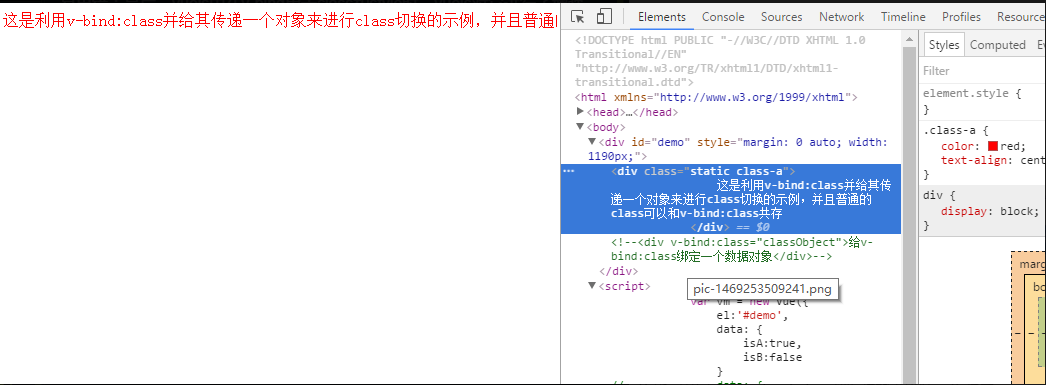 这是利用v-bind:class并给其传递一个对象来进行class切换的示例，并且普通
Elements Console Sources Network Timeline Profiles Resource
<!DOCTYPE html PUBLIC "-//W3C//DTD XHTML 1.0
Transitional//EN"
"http://www.w3.org/TR/xhtml1/DTD/xhtml1-
transitional.dtd">
<html xmlns="http://www.w3.org/1999/xhtml">
▶<head>…</head>
▼<body>
▼<div id="demo" style="margin: 0 auto; width:
1190px;">
<div class="static class-a">
这是利用v-bind:class并给其传
递一个对象来进行class切换的示例，并且普通的
class可以和v-bind:class共存
</div> == $0
<!--<div v-bind:class="classObject">给v-
bind:class绑定一个数据对象</div>-->
</div>
▼<script>
pic-1469253509241.png
var vm = new Vue({
el:'#demo',
data: {
isA:true,
isB:false
}
// data: {
Styles Computed Ev
Filter
element.style {
}
.class-a {
color: red;
text-align: cent
}
div {
display: block;
}
marg
bo